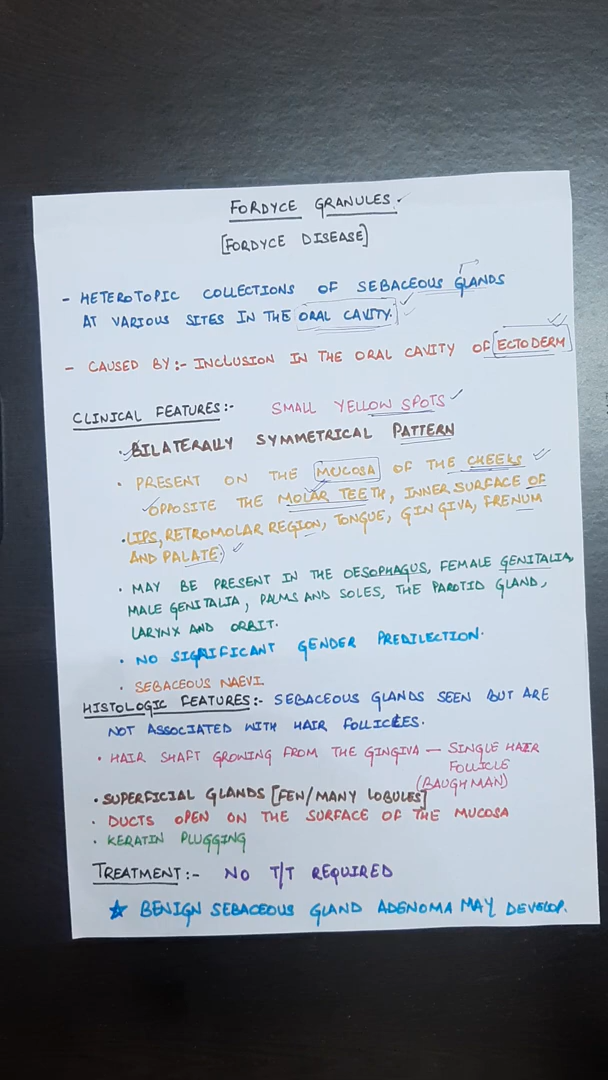 FORDYCE GRANULES.
[FORDYCE DISEASE]
- HETEROTOPIC COLLECTIONS OF SEBACEOUS GLANDS
AT VARIOUS SITES IN THE ORAL CAVITY.
- CAUSED BY:- INCLUSION IN THE ORAL CAVITY OF ECTODERM
CLINICAL FEATURES:- SMALL YELLOW SPOTS
• BILATERALLY SYMMETRICAL PATTERN
• PRESENT ON THE MUCOSA OF THE CHEEKS
OPPOSITE THE MOLAR TEETH, INNER SURFACE OF
• LIPS, RETROMOLAR REGION, TONGUE, GINGIVA, FRENUM
AND PALATE)
• MAY BE PRESENT IN THE OESOPHAGUS, FEMALE GENITALIA,
MALE GENITALIA, PALMS AND SOLES, THE PAROTID GLAND,
LARYNX AND ORBIT.
• NO SIGNIFICANT GENDER PREDILECTION.
• SEBACEOUS NAEVI.
HISTOLOGIC FEATURES:- SEBACEOUS GLANDS SEEN BUT ARE
NOT ASSOCIATED WITH HAIR FOLLICLES.
• HAIR SHAFT GROWING FROM THE GINGIVA — SINGLE HAIR
FOLLICLE
(BAUGHMAN)
• SUPERFICIAL GLANDS [FEW/MANY LOBULES]
• DUCTS OPEN ON THE SURFACE OF THE MUCOSA
• KERATIN PLUGGING
TREATMENT:- NO T/T REQUIRED
★ BENIGN SEBACEOUS GLAND ADENOMA MAY DEVELOP.